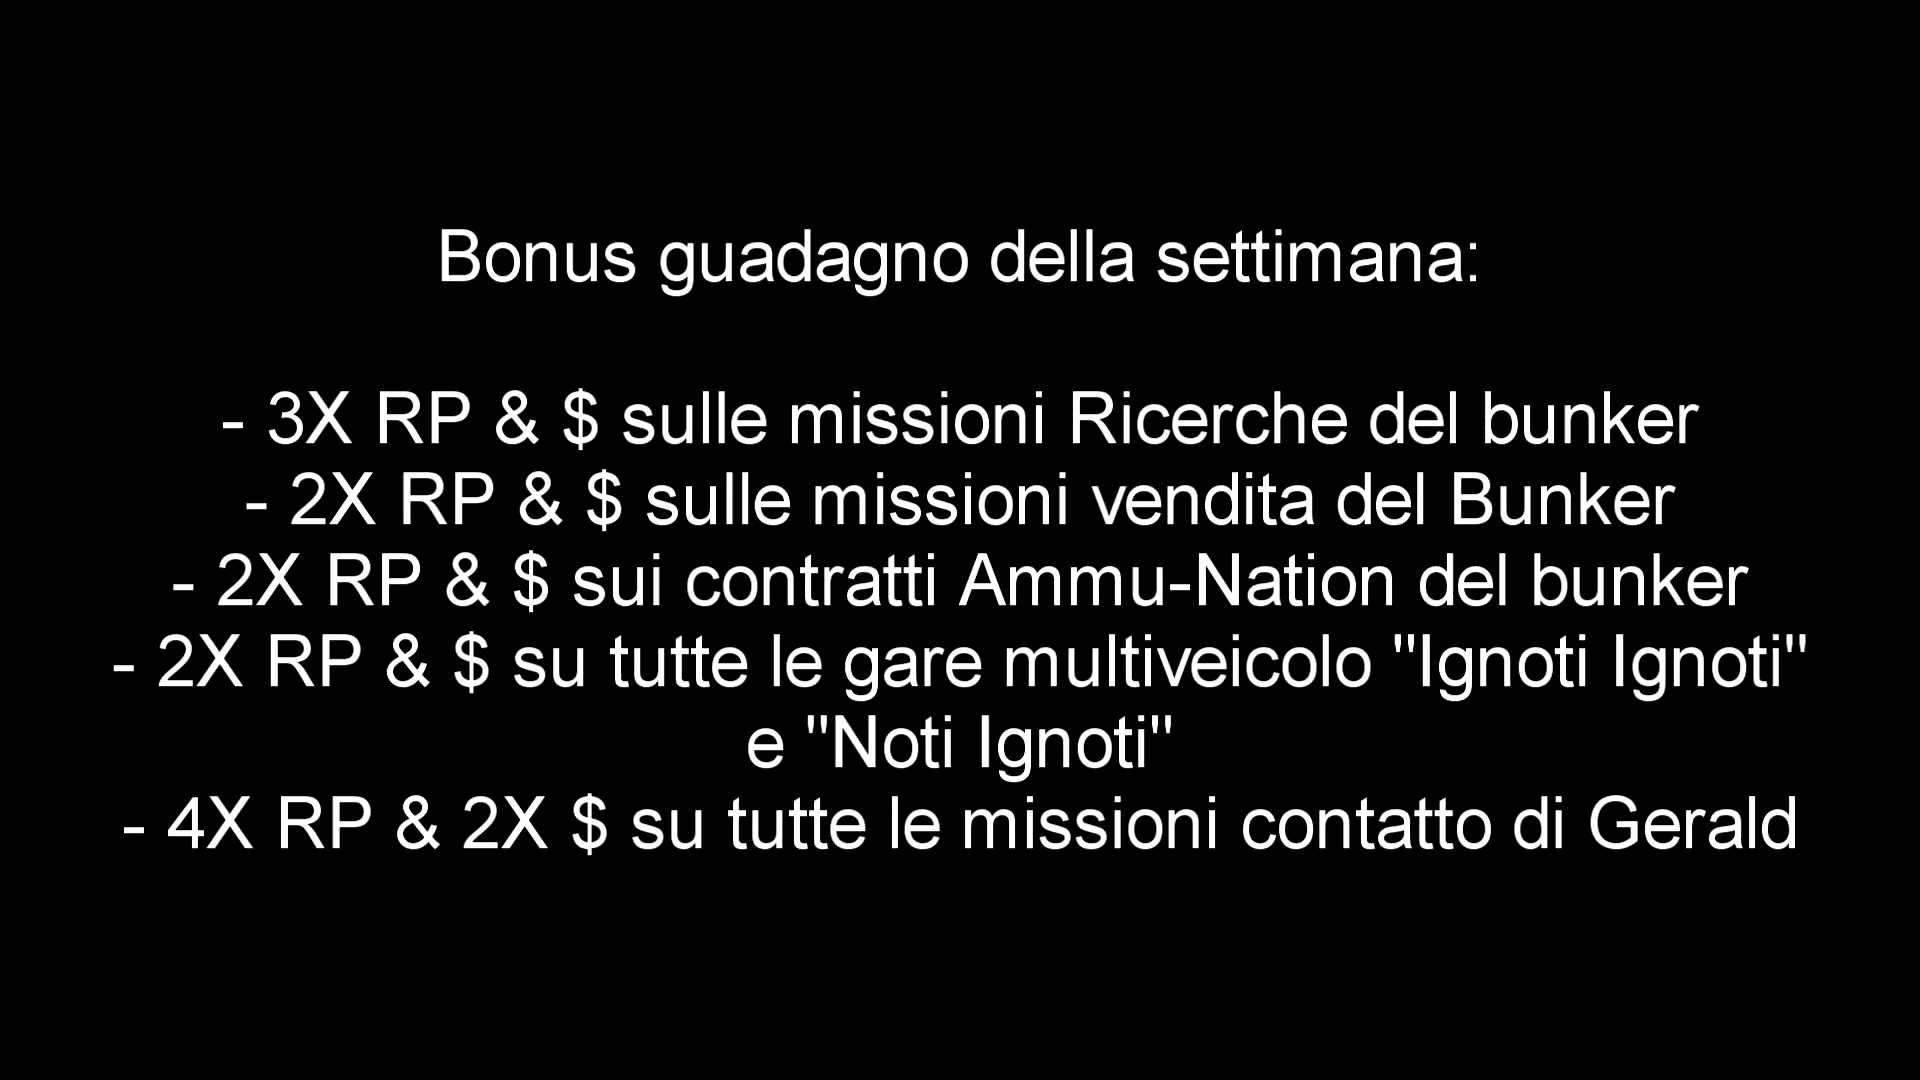 Bonus guadagno della settimana:
- 3X RP & $ sulle missioni Ricerche del bunker
- 2X RP & $ sulle missioni vendita del Bunker
- 2X RP & $ sui contratti Ammu-Nation del bunker
- 2X RP & $ su tutte le gare multiveicolo "Ignoti Ignoti"
e "Noti Ignoti"
- 4X RP & 2X $ su tutte le missioni contatto di Gerald